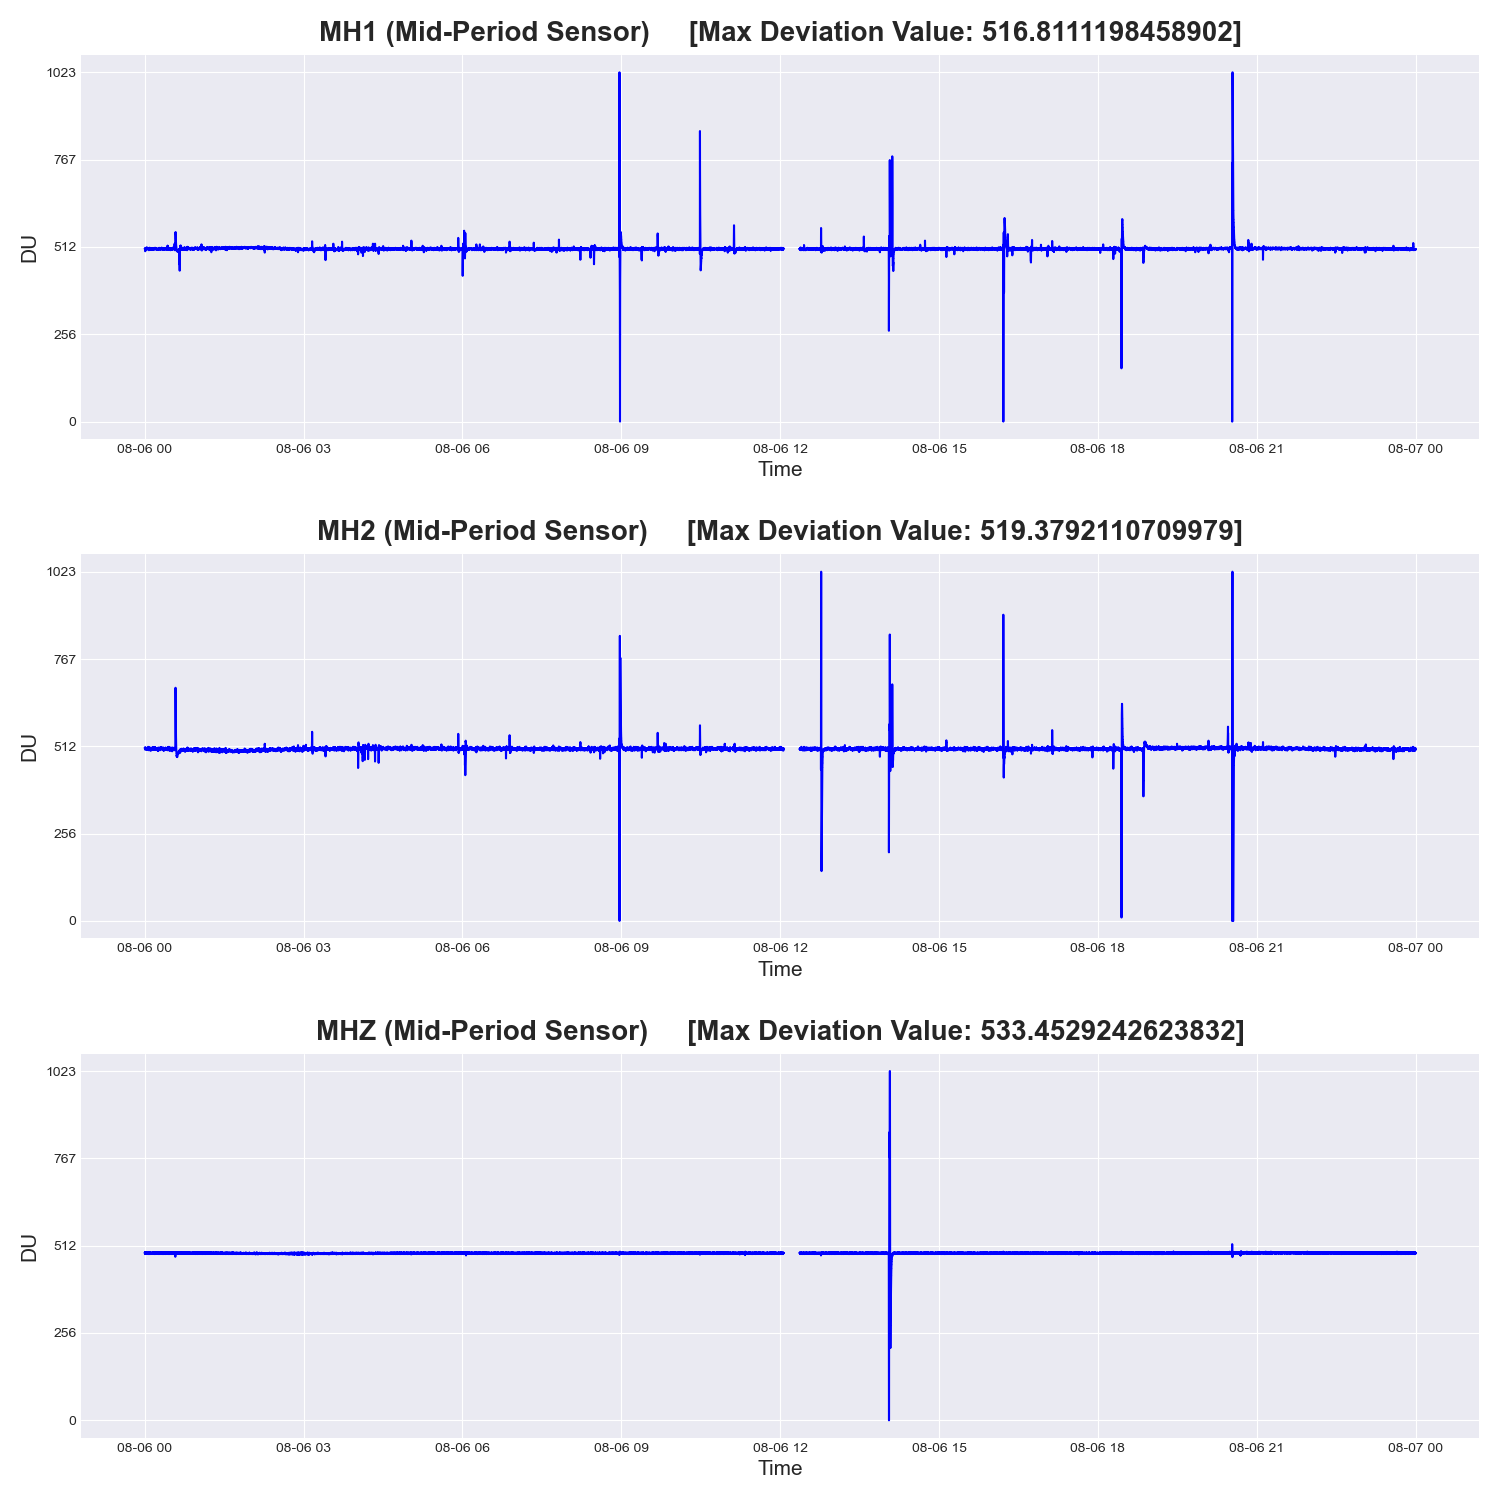 MH1 (Mid-Period Sensor) [Max Deviation Value: 516.8111198458902]
1023
767
512
256
0
DU
08-06 00 08-06 03 08-06 06 08-06 09 08-06 12 08-06 15 08-06 18 08-06 21 08-07 00
Time
MH2 (Mid-Period Sensor) [Max Deviation Value: 519.3792110709979]
1023
767
512
256
0
DU
08-06 00 08-06 03 08-06 06 08-06 09 08-06 12 08-06 15 08-06 18 08-06 21 08-07 00
Time
MHZ (Mid-Period Sensor) [Max Deviation Value: 533.4529242623832]
1023
767
512
256
0
DU
08-06 00 08-06 03 08-06 06 08-06 09 08-06 12 08-06 15 08-06 18 08-06 21 08-07 00
Time